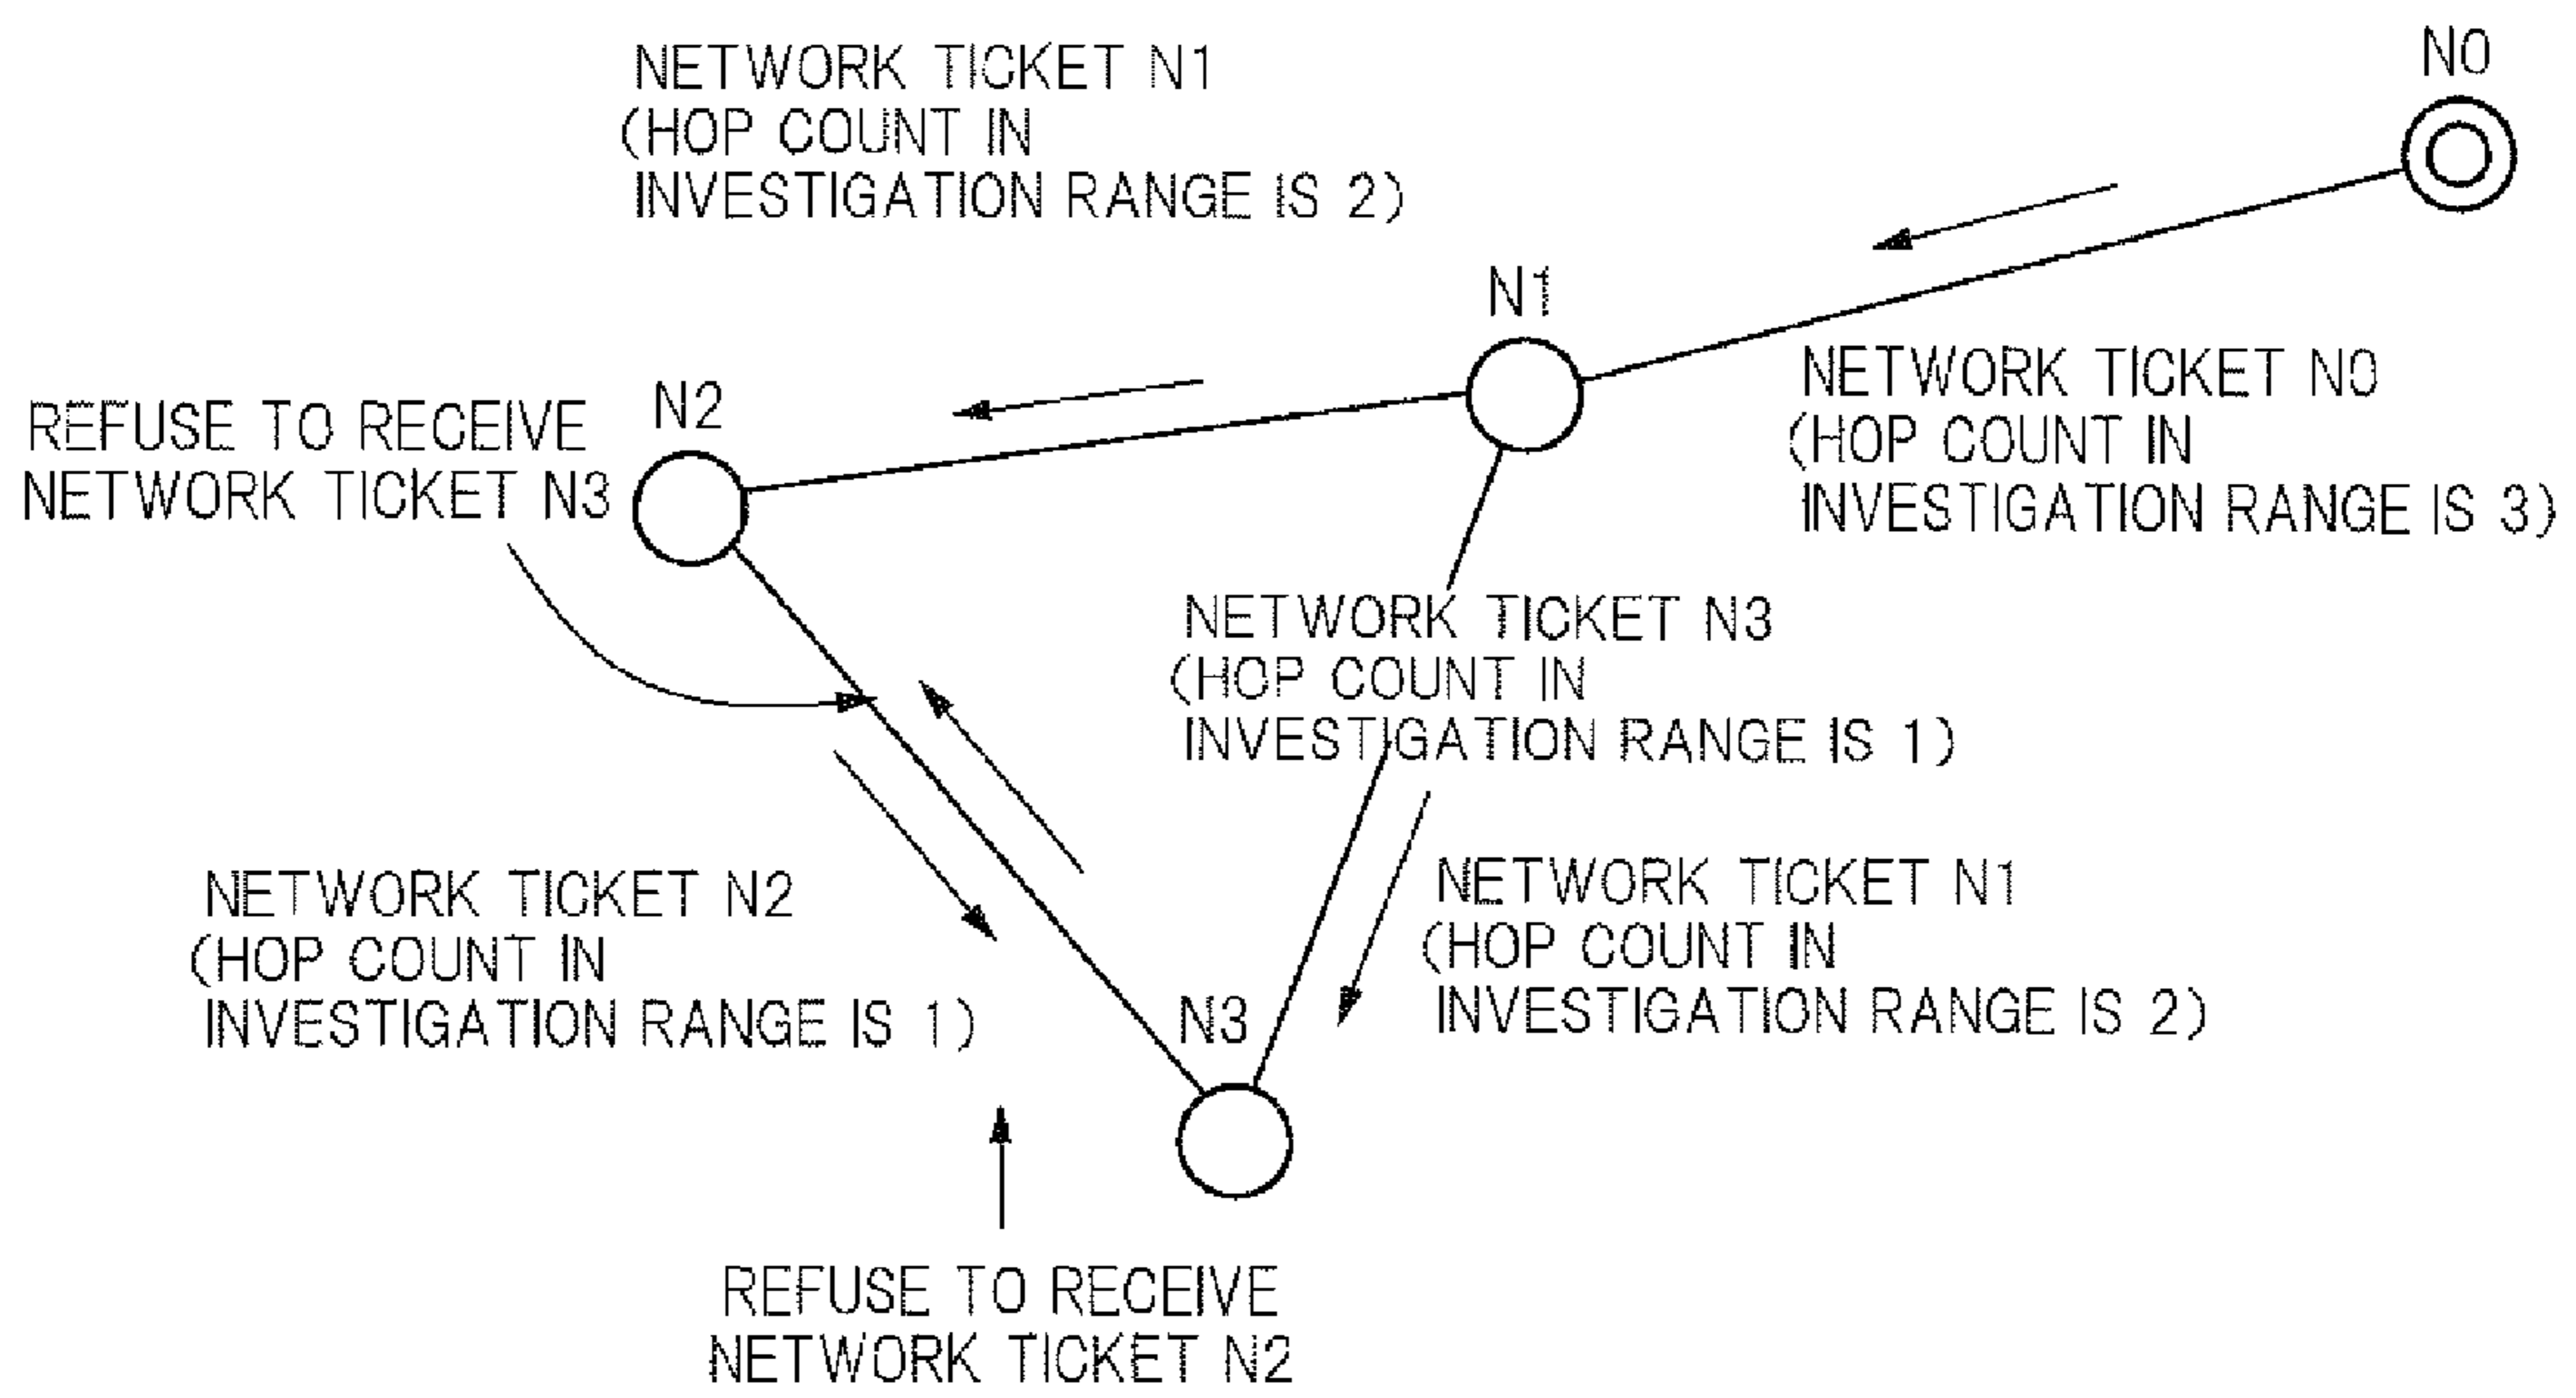 NETWORK TICKET N1
(HOP COUNT IN
INVESTIGATION RANGE IS 2)
N0
N1
NETWORK TICKET N0
(HOP COUNT IN
INVESTIGATION RANGE IS 3)
N2
REFUSE TO RECEIVE
NETWORK TICKET N3
NETWORK TICKET N3
(HOP COUNT IN
INVESTIGATION RANGE IS 1)
NETWORK TICKET N2
(HOP COUNT IN
INVESTIGATION RANGE IS 1)
NETWORK TICKET N1
(HOP COUNT IN
INVESTIGATION RANGE IS 2)
N3
REFUSE TO RECEIVE
NETWORK TICKET N2